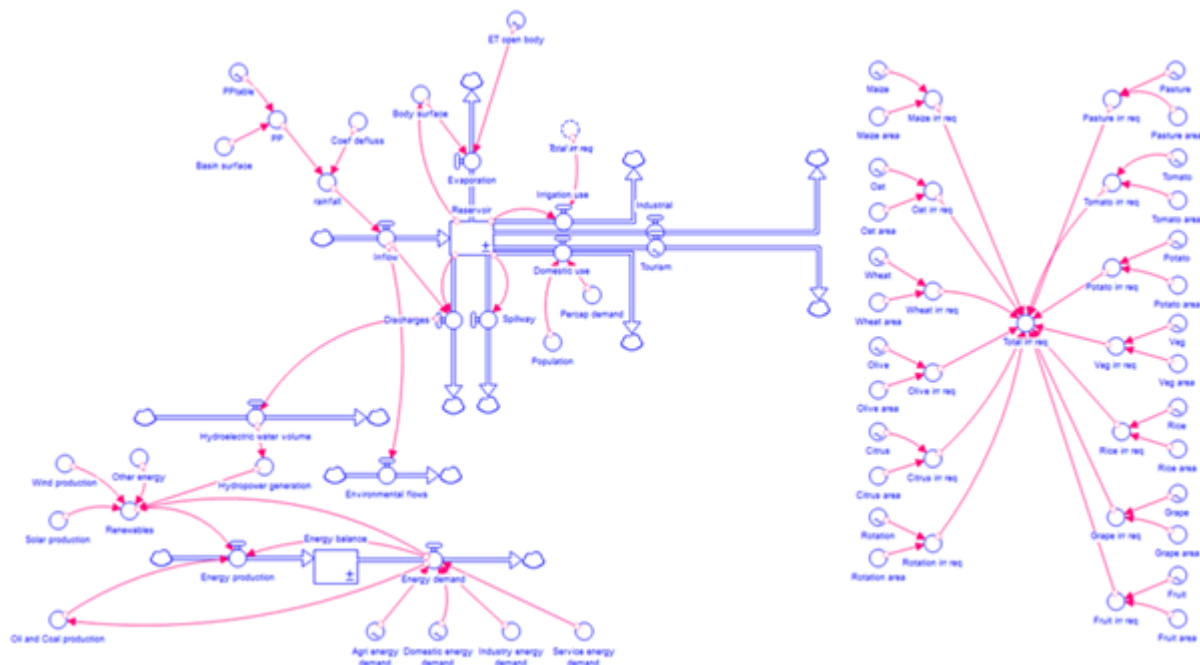 ET open body
PPtable
Body surface
PP
Coef defluss
Total irr req
Basin surface
Evaporation
rainfall
Irrigation use
Reservoir
Industrial
Inflow
Domestic use
Tourism
Percap demand
Discharges
Spillway
Population
Hydroelectric water volume
Wind production
Other energy
Hydropower generation
Environmental flows
Solar production
Renewables
Energy balance
Energy production
Energy demand
Oil and Coal production
Agri energy
demand
Domestic energy
demand
Industry energy
demand
Service energy
demand
Maize
Maize irr req
Maize area
Oat
Oat irr req
Oat area
Wheat
Wheat irr req
Wheat area
Olive
Olive irr req
Olive area
Citrus
Citrus irr req
Citrus area
Rotation
Rotation irr req
Rotation area
Total irr req
Pasture
Pasture irr req
Pasture area
Tomato
Tomato irr req
Tomato area
Potato
Potato irr req
Potato area
Veg
Veg irr req
Veg area
Rice
Rice irr req
Rice area
Grape
Grape irr req
Grape area
Fruit
Fruit irr req
Fruit area